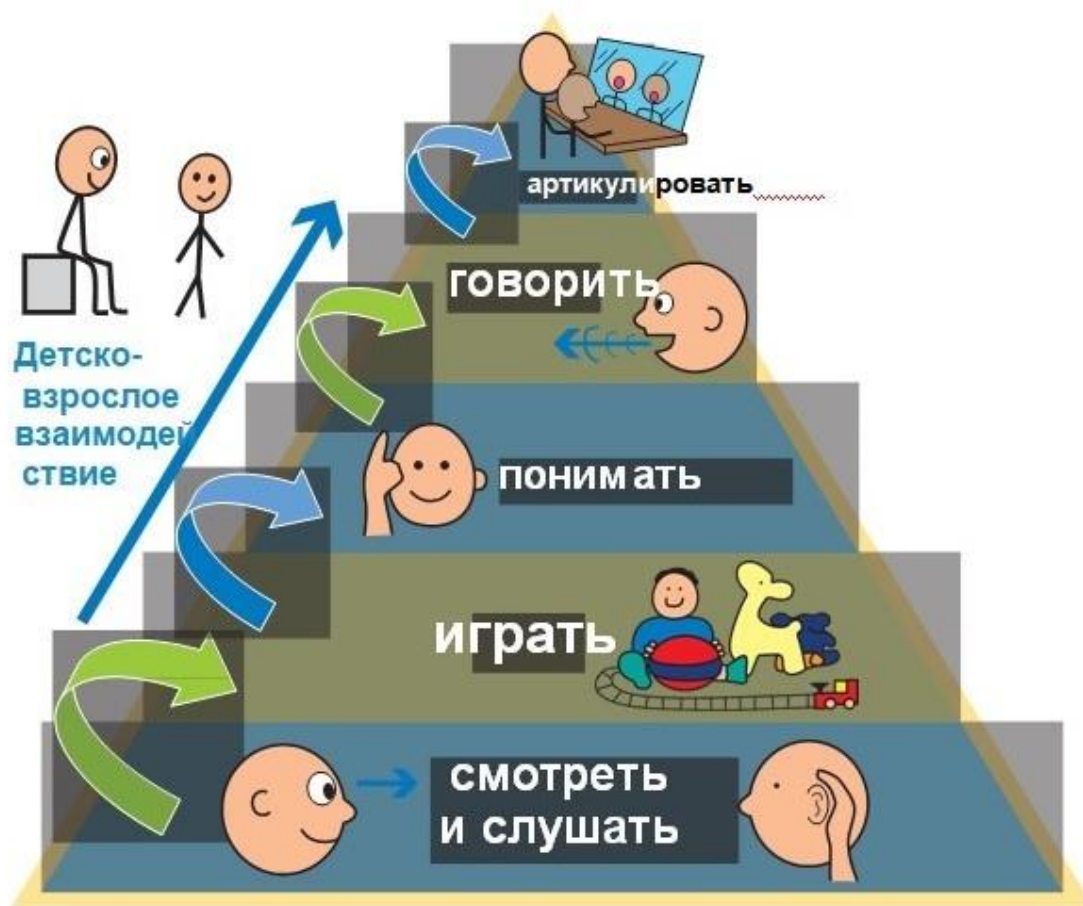 артикулировать
говорить
Детско-
взрослое
взаимодей
ствие
понимать
играть
смотреть
и слушать